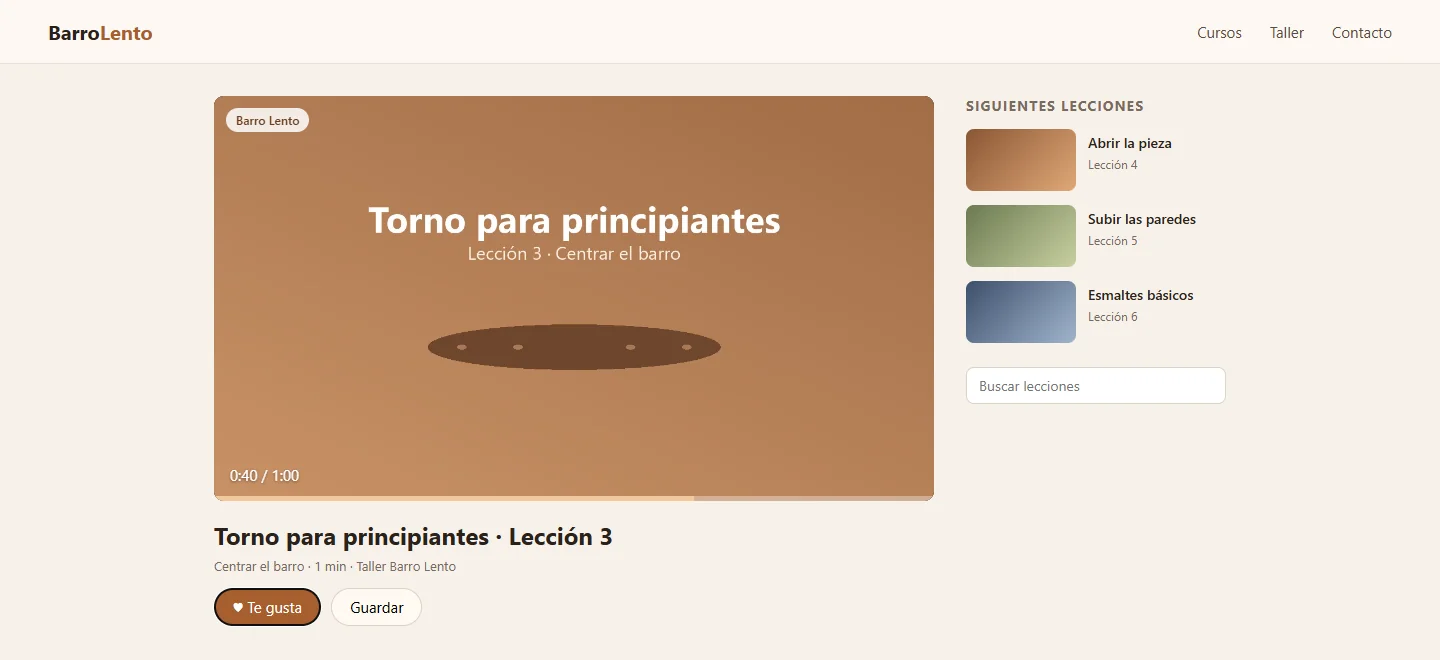 BarroLento
Cursos
Taller
Contacto
Barro Lento
Torno para principiantes
Lección 3 · Centrar el barro
0:40 / 1:00
Torno para principiantes · Lección 3
Centrar el barro · 1 min · Taller Barro Lento
♥ Te gusta
Guardar
SIGUIENTES LECCIONES
Abrir la pieza
Lección 4
Subir las paredes
Lección 5
Esmaltes básicos
Lección 6
Buscar lecciones